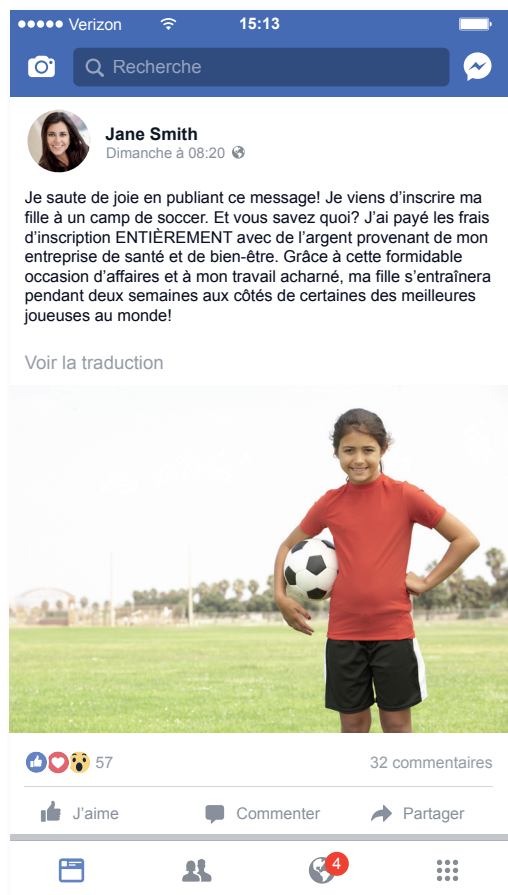 Verizon 15:13
Recherche
Jane Smith
Dimanche à 08:20
Je saute de joie en publiant ce message! Je viens d’inscrire ma
fille à un camp de soccer. Et vous savez quoi? J’ai payé les frais
d’inscription ENTIÈREMENT avec de l’argent provenant de mon
entreprise de santé et de bien-être. Grâce à cette formidable
occasion d’affaires et à mon travail acharné, ma fille s’entraînera
pendant deux semaines aux côtés de certaines des meilleures
joueuses au monde!
Voir la traduction
57 32 commentaires
J’aime Commenter Partager
4